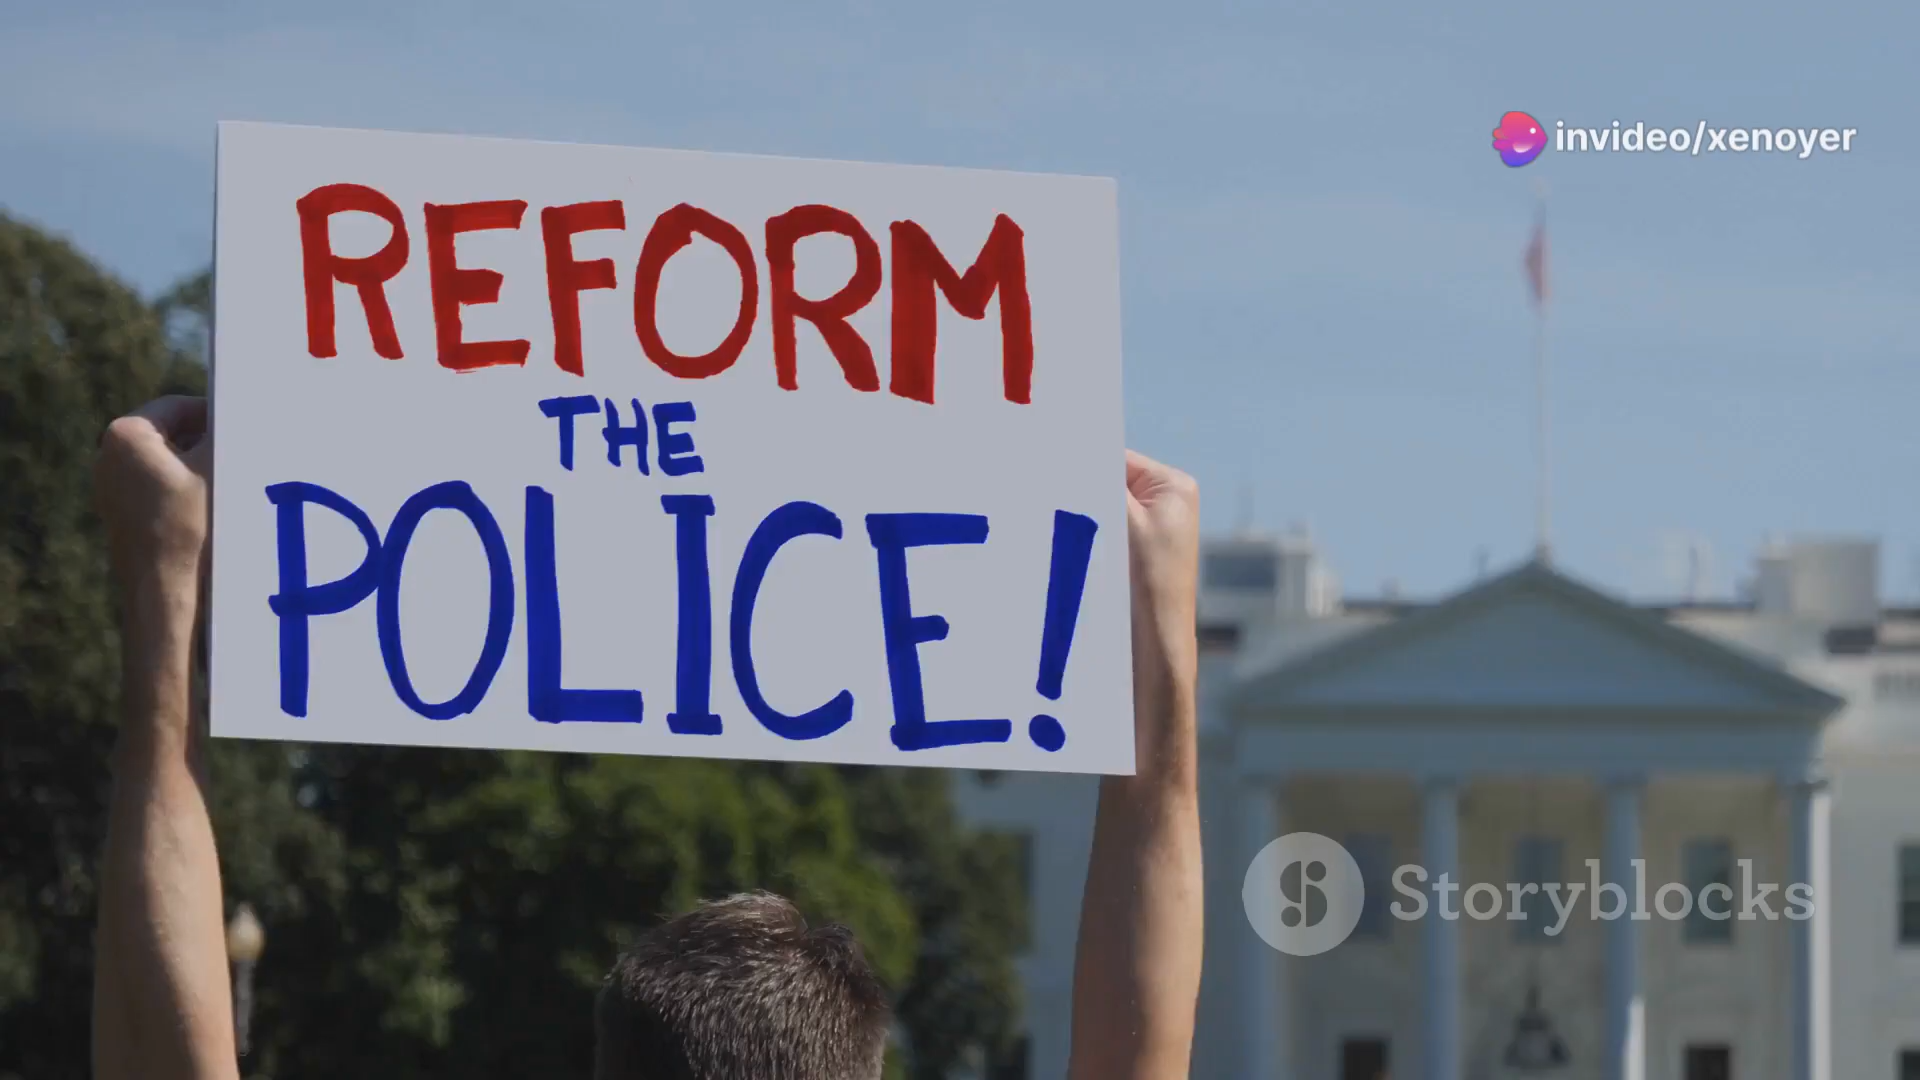 invideo/xenoyer
REFORM
THE
POLICE!
Storyblocks